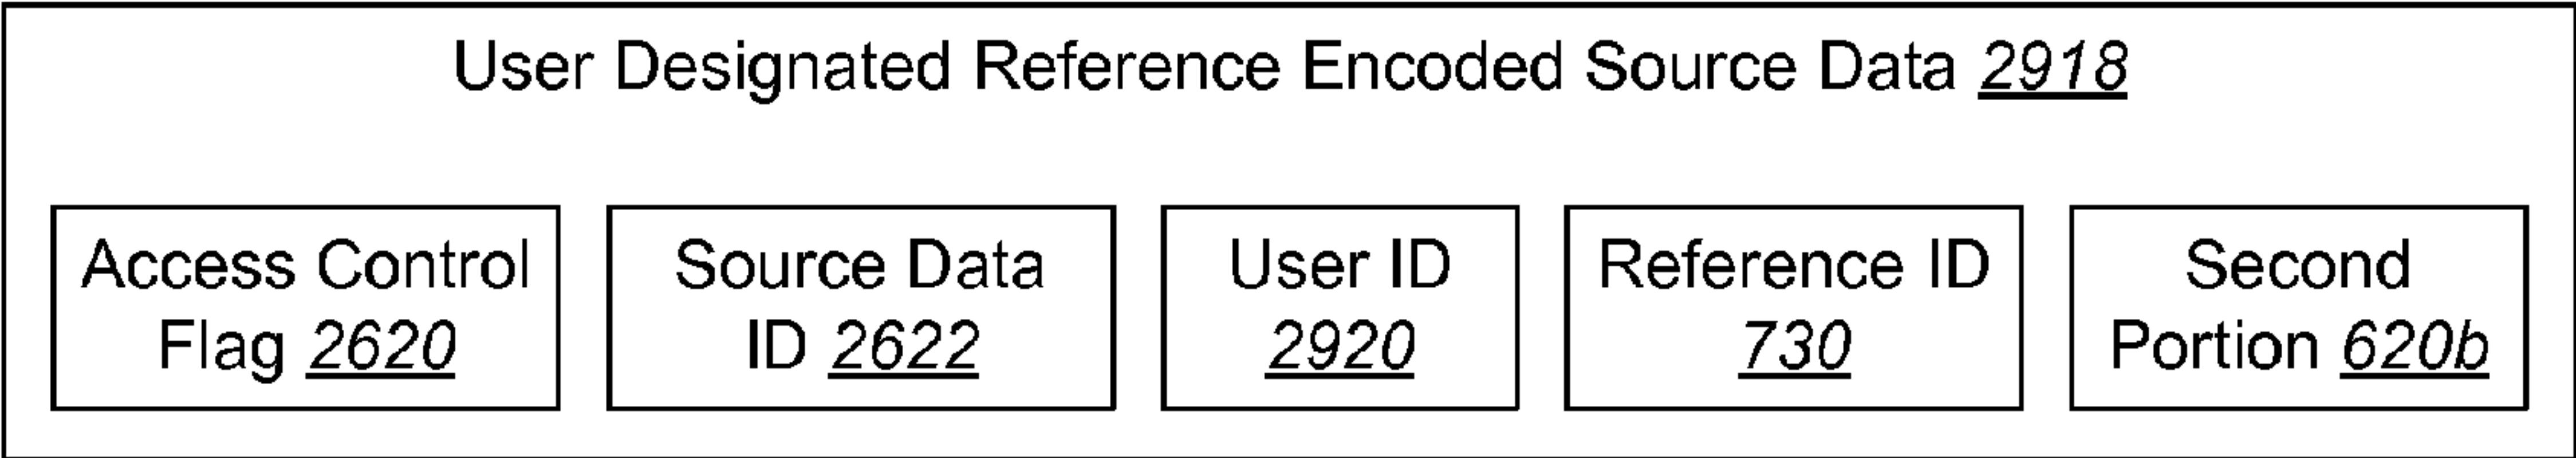 User Designated Reference Encoded Source Data 2918
Access Control
Flag 2620
Source Data
ID 2622
User ID
2920
Reference ID
730
Second
Portion 620b